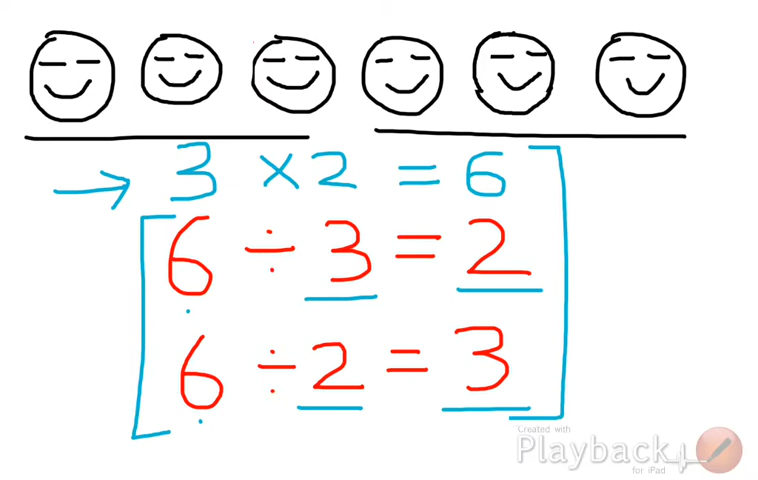 3 × 2 = 6
6 ÷ 3 = 2
6 ÷ 2 = 3
Created with
Playback
for iPad